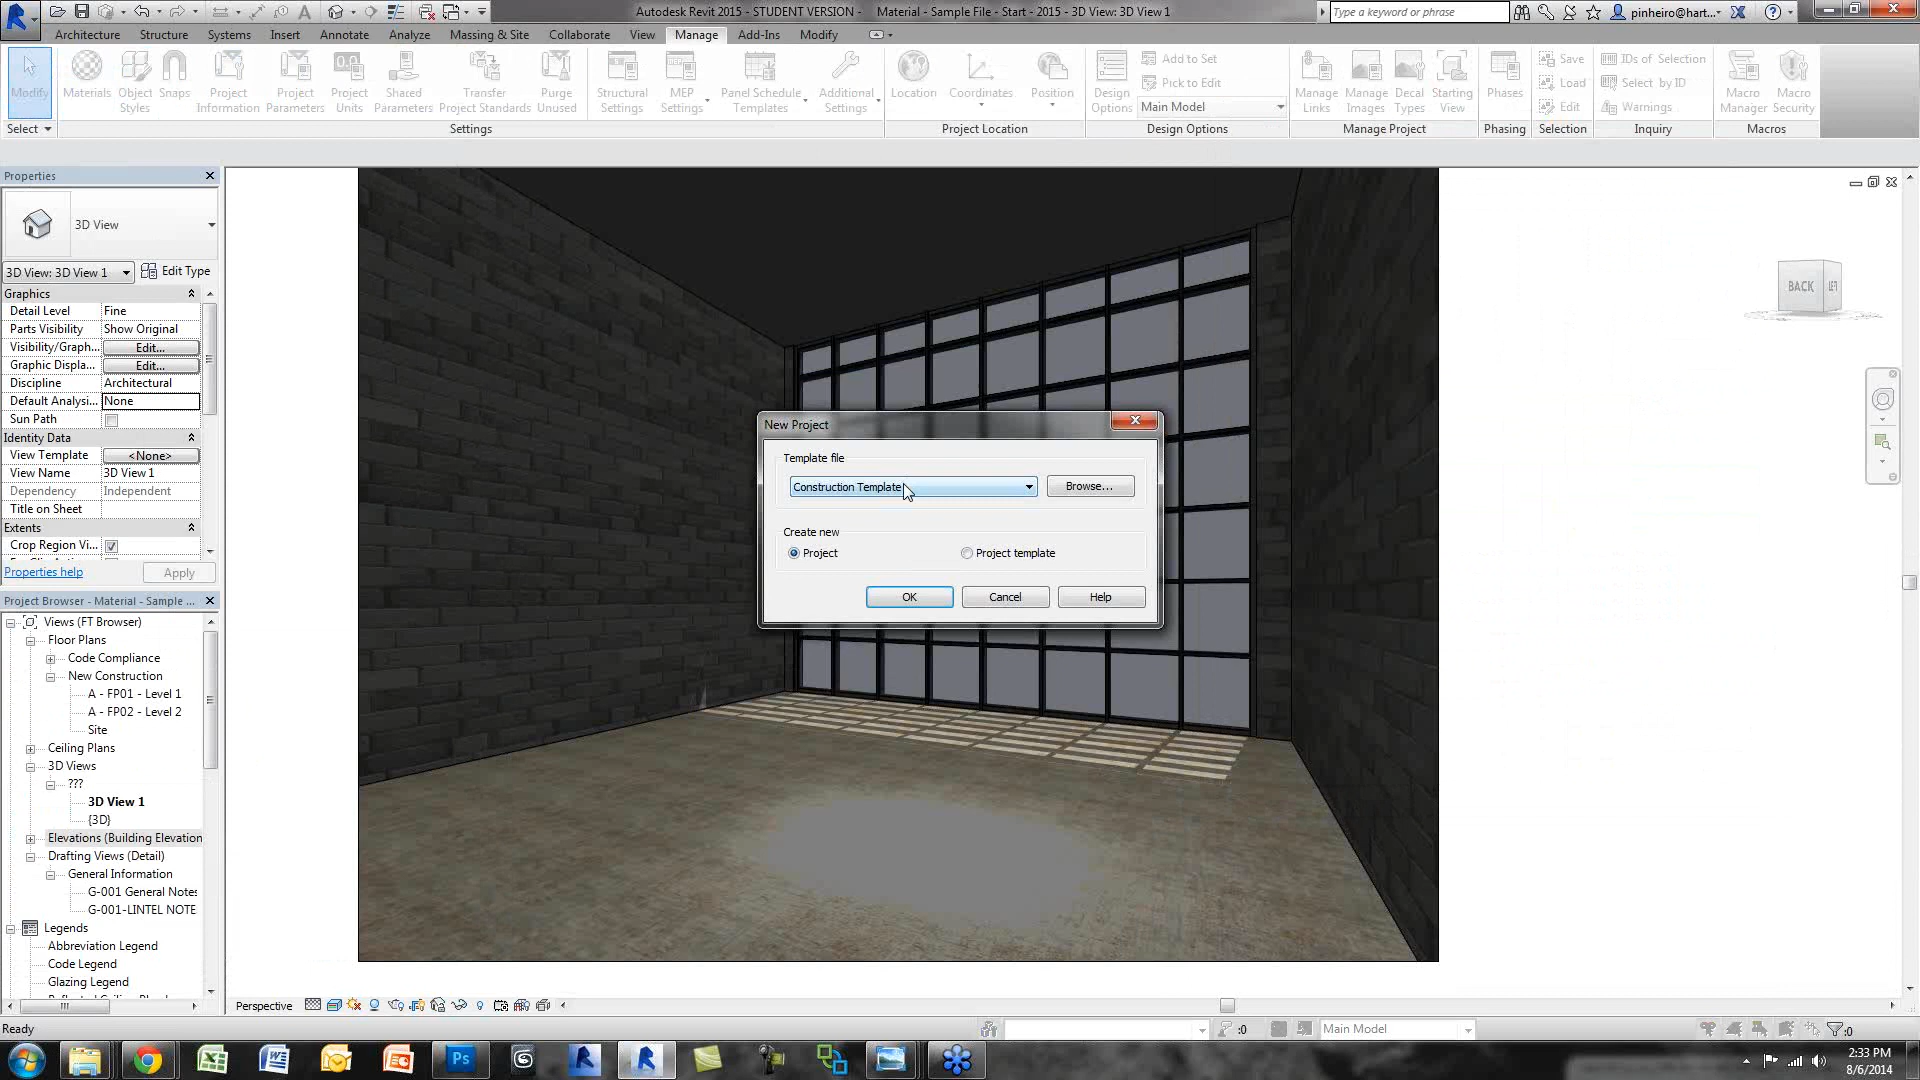 Autodesk Revit 2015 - STUDENT VERSION - Material - Sample File - Start - 2015 - 3D View: 3D View 1
Type a keyword or phrase
pinheiro@hart...
Architecture Structure Systems Insert Annotate Analyze Massing & Site Collaborate View Manage Add-Ins Modify
Modify
Materials
Object Styles
Snaps
Project Information
Project Parameters
Project Units
Shared Parameters
Transfer Project Standards
Purge Unused
Structural Settings
MEP Settings
Panel Schedule Templates
Additional Settings
Location
Coordinates
Position
Design Options
Add to Set
Pick to Edit
Main Model
Manage Links
Manage Images
Decal Types
Starting View
Phases
Save
Load
Edit
IDs of Selection
Select by ID
Warnings
Macro Manager
Macro Security
Select Settings Project Location Design Options Manage Project Phasing Selection Inquiry Macros
Properties
3D View
3D View: 3D View 1 Edit Type
Graphics
Detail Level Fine
Parts Visibility Show Original
Visibility/Graph... Edit...
Graphic Displa... Edit...
Discipline Architectural
Default Analysi... None
Sun Path
Identity Data
View Template <None>
View Name 3D View 1
Dependency Independent
Title on Sheet
Extents
Crop Region Vi...
Properties help Apply
Project Browser - Material - Sample ...
Views (FT Browser)
Floor Plans
Code Compliance
New Construction
A - FP01 - Level 1
A - FP02 - Level 2
Site
Ceiling Plans
3D Views
???
3D View 1
{3D}
Elevations (Building Elevation
Drafting Views (Detail)
General Information
G-001 General Notes
G-001-LINTEL NOTE
Legends
Abbreviation Legend
Code Legend
Glazing Legend
BACK
New Project
Template file
Construction Template
Browse...
Create new
Project Project template
OK Cancel Help
Perspective
Ready
:0
Main Model
:0
Ps
2:33 PM
8/6/2014